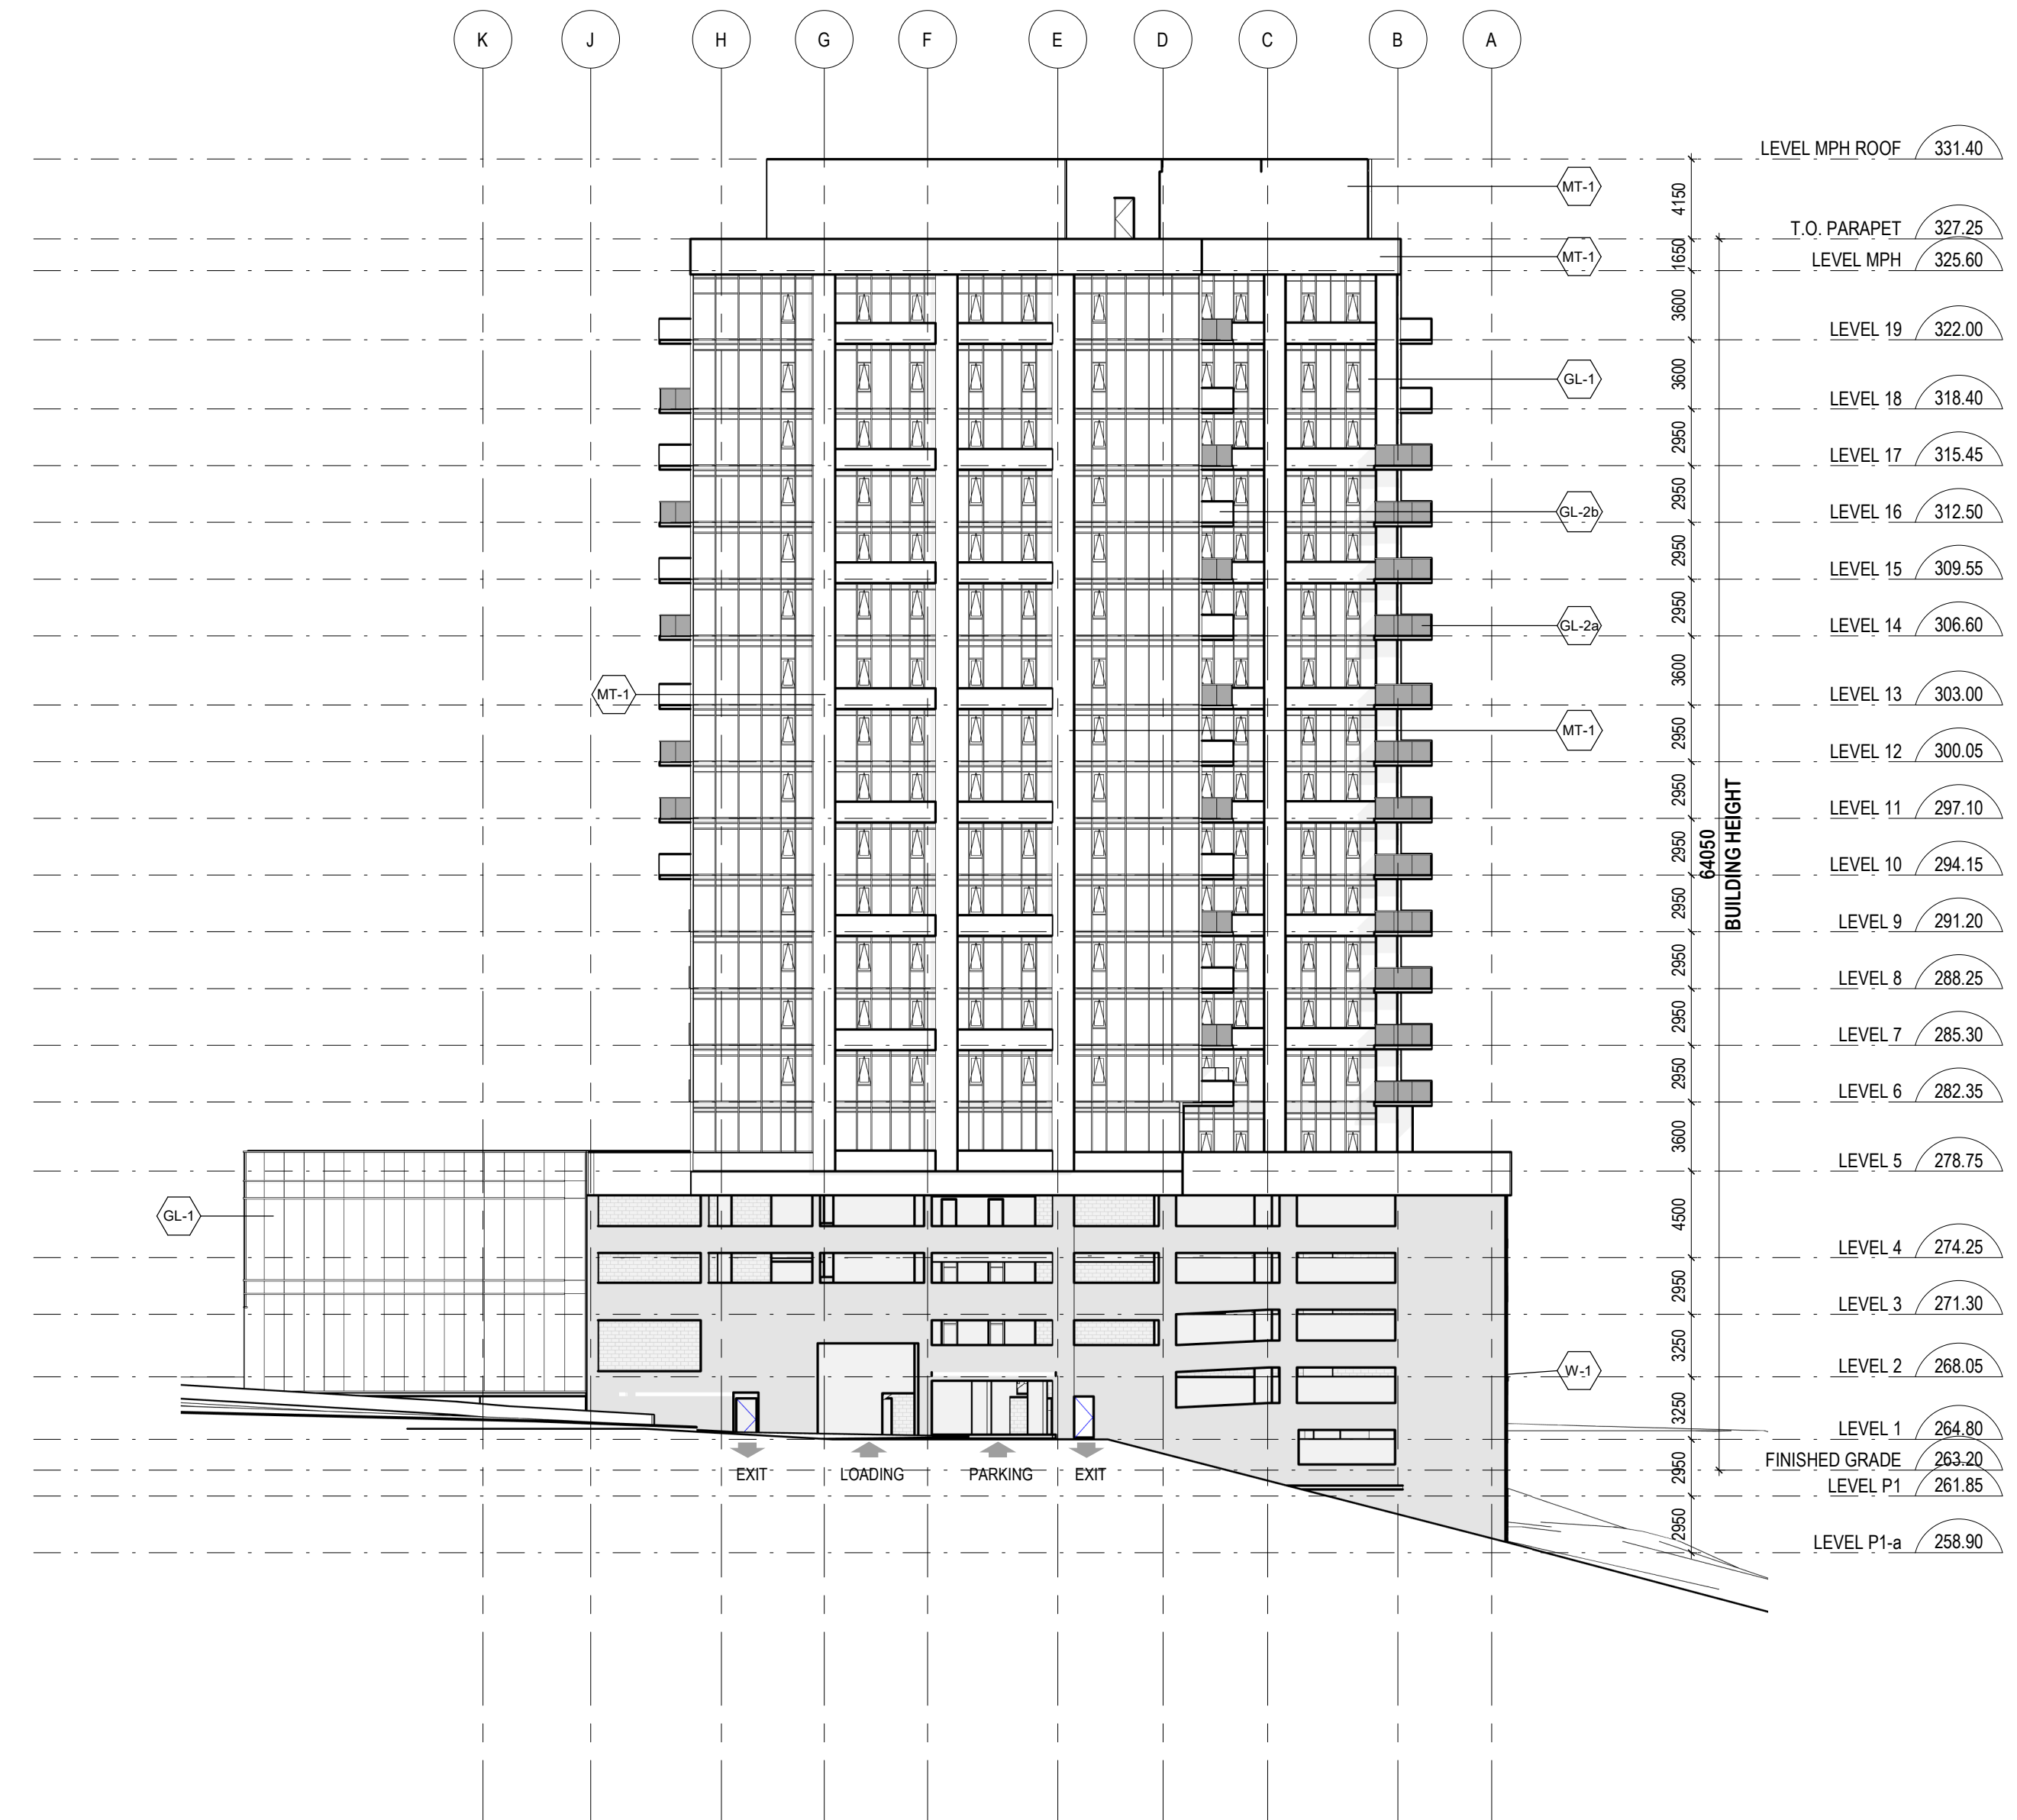 K J H G F E D C B A
LEVEL MPH ROOF 331.40
MT-1
4150
T.O. PARAPET 327.25
MT-1
1650
LEVEL MPH 325.60
3600
LEVEL 19 322.00
GL-1
3600
LEVEL 18 318.40
2950
LEVEL 17 315.45
2950
GL-2b
LEVEL 16 312.50
2950
LEVEL 15 309.55
2950
GL-2a
LEVEL 14 306.60
3600
MT-1
LEVEL 13 303.00
MT-1
2950
LEVEL 12 300.05
2950
LEVEL 11 297.10
2950
64050
BUILDING HEIGHT
LEVEL 10 294.15
2950
LEVEL 9 291.20
2950
LEVEL 8 288.25
2950
LEVEL 7 285.30
2950
LEVEL 6 282.35
3600
LEVEL 5 278.75
GL-1
4500
LEVEL 4 274.25
2950
LEVEL 3 271.30
3250
W-1
LEVEL 2 268.05
3250
LEVEL 1 264.80
2950
FINISHED GRADE 263.20
EXIT LOADING PARKING EXIT
LEVEL P1 261.85
2950
LEVEL P1-a 258.90